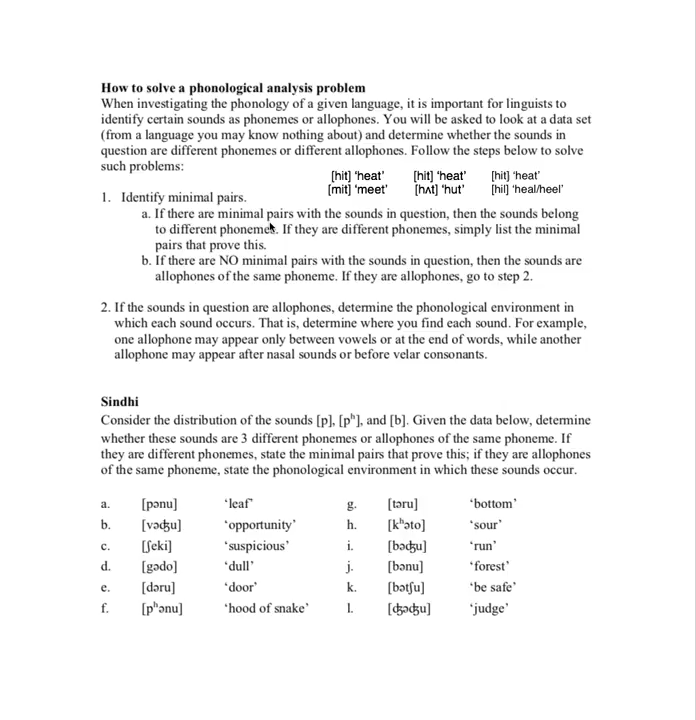 How to solve a phonological analysis problem
When investigating the phonology of a given language, it is important for linguists to
identify certain sounds as phonemes or allophones. You will be asked to look at a data set
(from a language you may know nothing about) and determine whether the sounds in
question are different phonemes or different allophones. Follow the steps below to solve
such problems:
[hit] ‘heat’ [hit] ‘heat’ [hit] ‘heat’
[mit] ‘meet’ [hʌt] ‘hut’ [hil] ‘heal/heel’
1. Identify minimal pairs.
a. If there are minimal pairs with the sounds in question, then the sounds belong
to different phonemes. If they are different phonemes, simply list the minimal
pairs that prove this.
b. If there are NO minimal pairs with the sounds in question, then the sounds are
allophones of the same phoneme. If they are allophones, go to step 2.
2. If the sounds in question are allophones, determine the phonological environment in
which each sound occurs. That is, determine where you find each sound. For example,
one allophone may appear only between vowels or at the end of words, while another
allophone may appear after nasal sounds or before velar consonants.
Sindhi
Consider the distribution of the sounds [p], [pʰ], and [b]. Given the data below, determine
whether these sounds are 3 different phonemes or allophones of the same phoneme. If
they are different phonemes, state the minimal pairs that prove this; if they are allophones
of the same phoneme, state the phonological environment in which these sounds occur.
a. [pənu] ‘leaf’ g. [təru] ‘bottom’
b. [vəʤu] ‘opportunity’ h. [kʰəto] ‘sour’
c. [ʃeki] ‘suspicious’ i. [bəʤu] ‘run’
d. [gədo] ‘dull’ j. [bənu] ‘forest’
e. [dəru] ‘door’ k. [bətʃu] ‘be safe’
f. [pʰənu] ‘hood of snake’ l. [ʤəʤu] ‘judge’